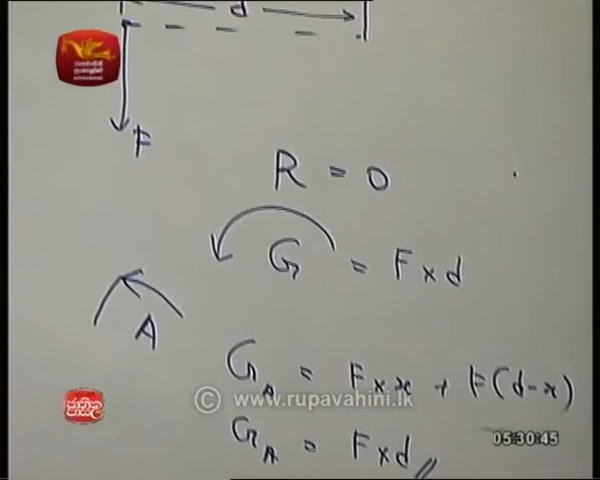 d
F
R = 0
G = F × d
A
G_A = F × x + F(d - x)
© www.rupavahini.lk
G_A = F × d //
05:30:45